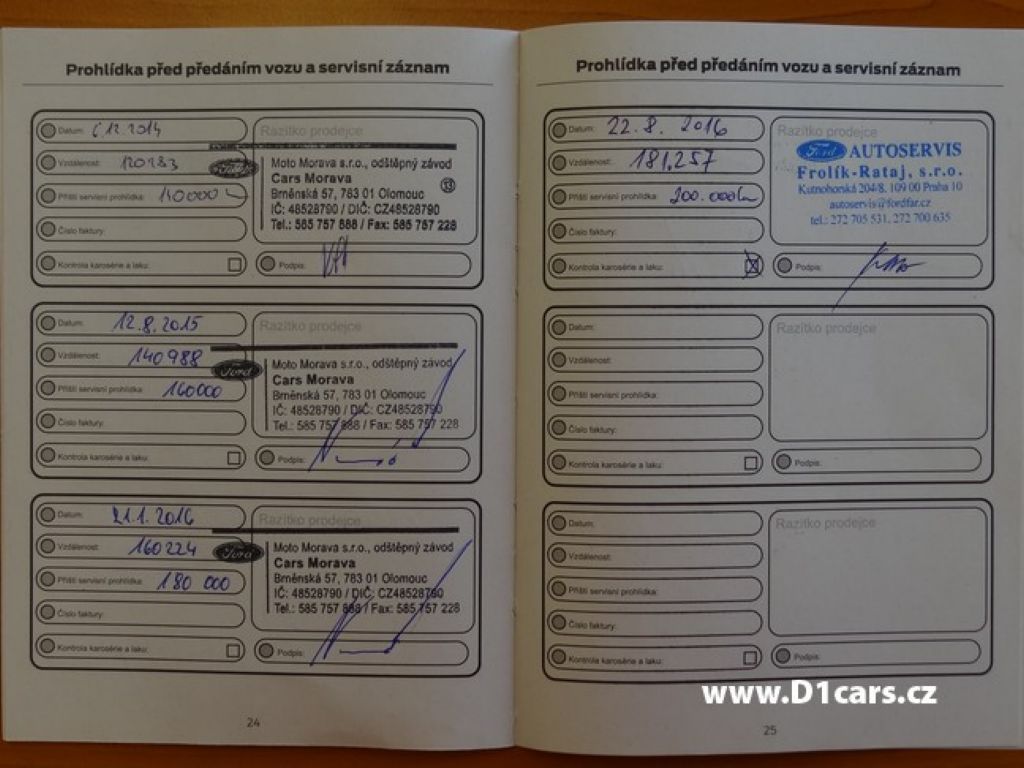 Prohlídka před předáním vozu a servisní záznam
Datum: 12.2014
Razítko prodejce
Vzdálenost: 120283
Ford
Moto Morava s.r.o., odštěpný závod
Cars Morava
13
Příští servisní prohlídka: 140000
Brněnská 57, 783 01 Olomouc
IČ: 48528790 / DIČ: CZ48528790
Číslo faktury:
Tel.: 585 757 888 / Fax: 585 757 228
Kontrola karosérie a laku:
Podpis:
Datum: 12.8.2015
Razítko prodejce
Vzdálenost: 140988
Ford
Moto Morava s.r.o., odštěpný závod
Cars Morava
Příští servisní prohlídka: 160000
Brněnská 57, 783 01 Olomouc
IČ: 48528790 / DIČ: CZ48528790
Číslo faktury:
Tel.: 585 757 888 / Fax: 585 757 228
Kontrola karosérie a laku:
Podpis:
Datum: 21.1.2016
Razítko prodejce
Vzdálenost: 160224
Ford
Moto Morava s.r.o., odštěpný závod
Cars Morava
Příští servisní prohlídka: 180 000
Brněnská 57, 783 01 Olomouc
IČ: 48528790 / DIČ: CZ48528790
Číslo faktury:
Tel.: 585 757 888 / Fax: 585 757 228
Kontrola karosérie a laku:
Podpis:
24
Prohlídka před předáním vozu a servisní záznam
Datum: 22.8. 2016
Razítko prodejce
Vzdálenost: 181,257
Ford AUTOSERVIS
Frolík-Rataj, s.r.o.
Příští servisní prohlídka: 200.000
Kutnohorská 204/8, 109 00 Praha 10
autoservis@fordfar.cz
Číslo faktury:
tel.: 272 705 531, 272 700 635
Kontrola karosérie a laku:
Podpis:
Datum:
Razítko prodejce
Vzdálenost:
Příští servisní prohlídka:
Číslo faktury:
Kontrola karosérie a laku:
Podpis:
Datum:
Razítko prodejce
Vzdálenost:
Příští servisní prohlídka:
Číslo faktury:
Kontrola karosérie a laku:
Podpis:
www.D1cars.cz
25